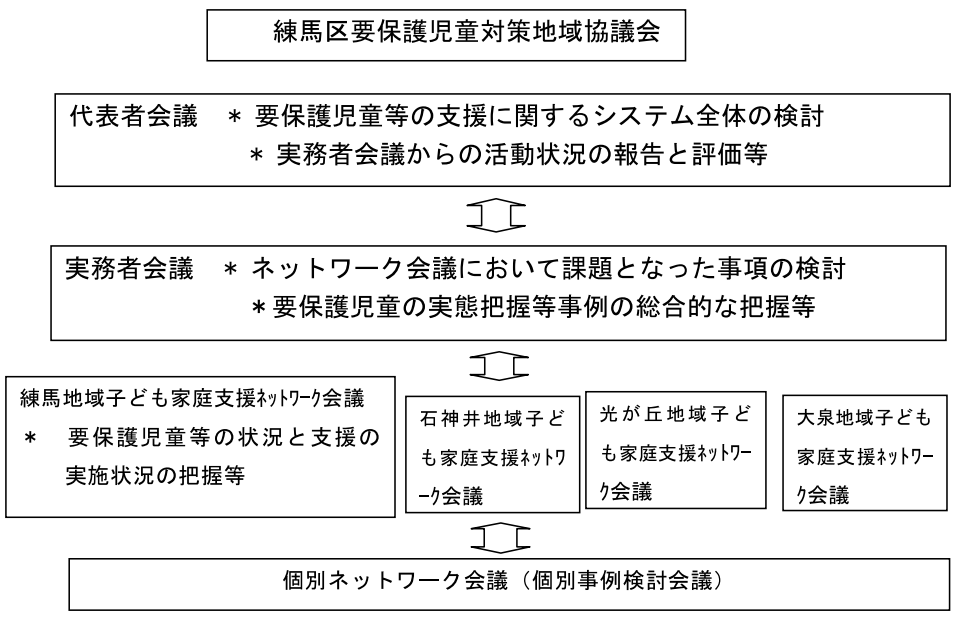 練馬区要保護児童対策地域協議会
代表者会議　＊ 要保護児童等の支援に関するシステム全体の検討
＊ 実務者会議からの活動状況の報告と評価等
実務者会議　＊ ネットワーク会議において課題となった事項の検討
＊要保護児童の実態把握等事例の総合的な把握等
練馬地域子ども家庭支援ﾈｯﾄﾜｰｸ会議
＊　要保護児童等の状況と支援の
実施状況の把握等
石神井地域子ど
も家庭支援ﾈｯﾄﾜ
ｰｸ会議
光が丘地域子ど
も家庭支援ﾈｯﾄﾜｰ
ｸ会議
大泉地域子ども
家庭支援ﾈｯﾄﾜｰ
ｸ会議
個別ネットワーク会議（個別事例検討会議）